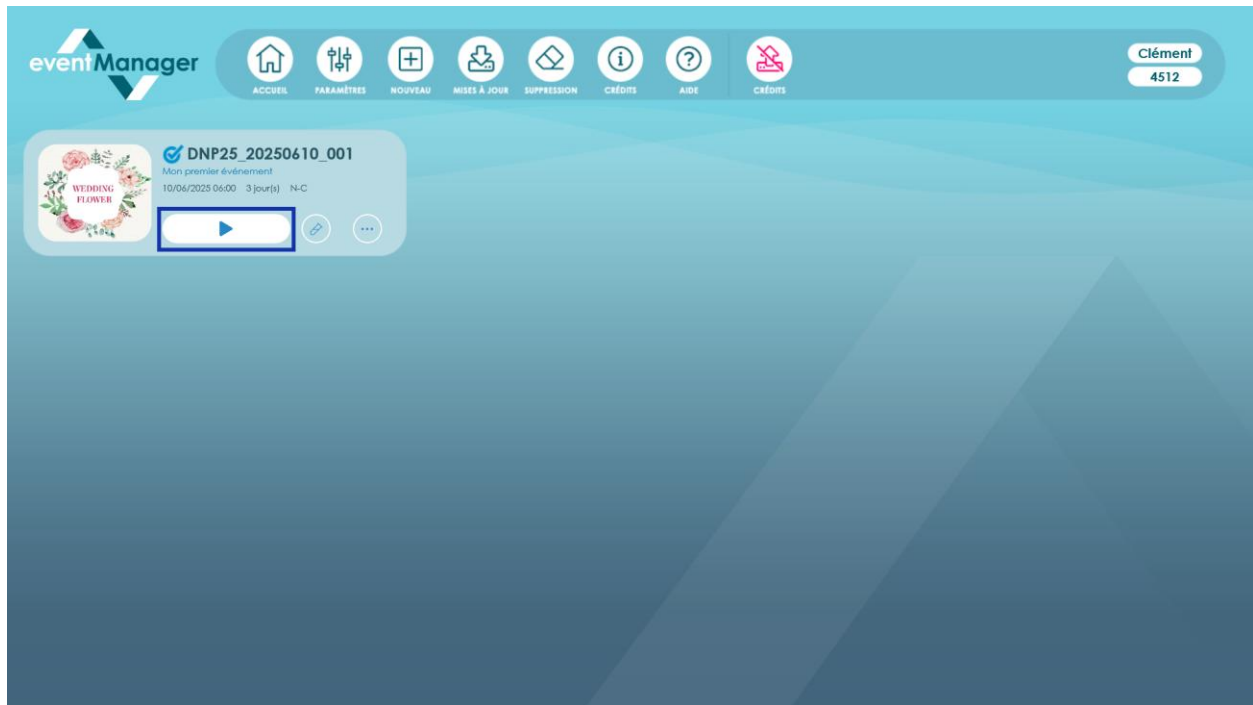 eventManager
ACCUEIL
PARAMÈTRES
NOUVEAU
MISES À JOUR
SUPPRESSION
CRÉDITS
AIDE
CRÉDITS
Clément
4512
WEDDING
FLOWER
DNP25_20250610_001
Mon premier événement
10/06/2025 06:00 3 jour(s) N-C